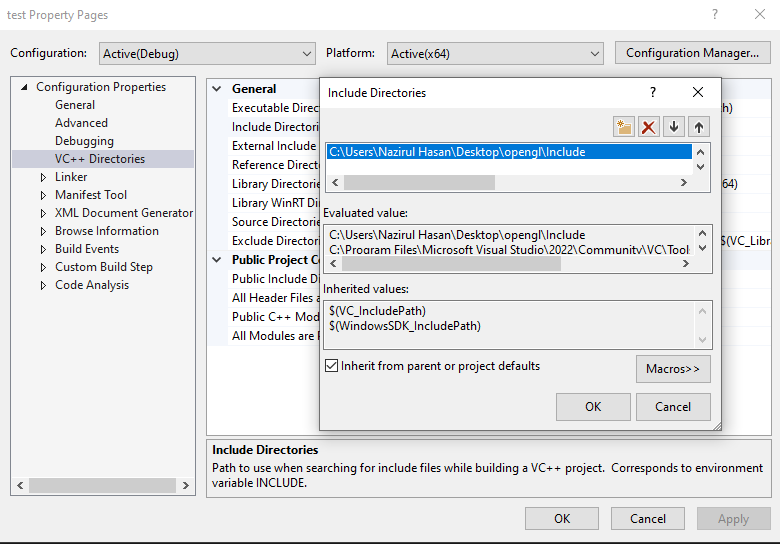 test Property Pages
? ×
Configuration: Active(Debug) Platform: Active(x64) Configuration Manager...
Configuration Properties
General
Advanced
Debugging
VC++ Directories
Linker
Manifest Tool
XML Document Generator
Browse Information
Build Events
Custom Build Step
Code Analysis
General
Executable Direc
Include Directori
External Include
Reference Direct
Library Directorie
Library WinRT Di
Source Directorie
Exclude Directori
Public Project Co
Public Include Di
All Header Files a
Public C++ Mod
All Modules are P
h)
64)
$(VC_Libra
Include Directories
? ×
C:\Users\Nazirul Hasan\Desktop\opengl\Include
Evaluated value:
C:\Users\Nazirul Hasan\Desktop\opengl\Include
C:\Program Files\Microsoft Visual Studio\2022\Community\VC\Tools
Inherited values:
$(VC_IncludePath)
$(WindowsSDK_IncludePath)
Inherit from parent or project defaults
Macros>>
OK Cancel
Include Directories
Path to use when searching for include files while building a VC++ project. Corresponds to environment
variable INCLUDE.
OK Cancel Apply